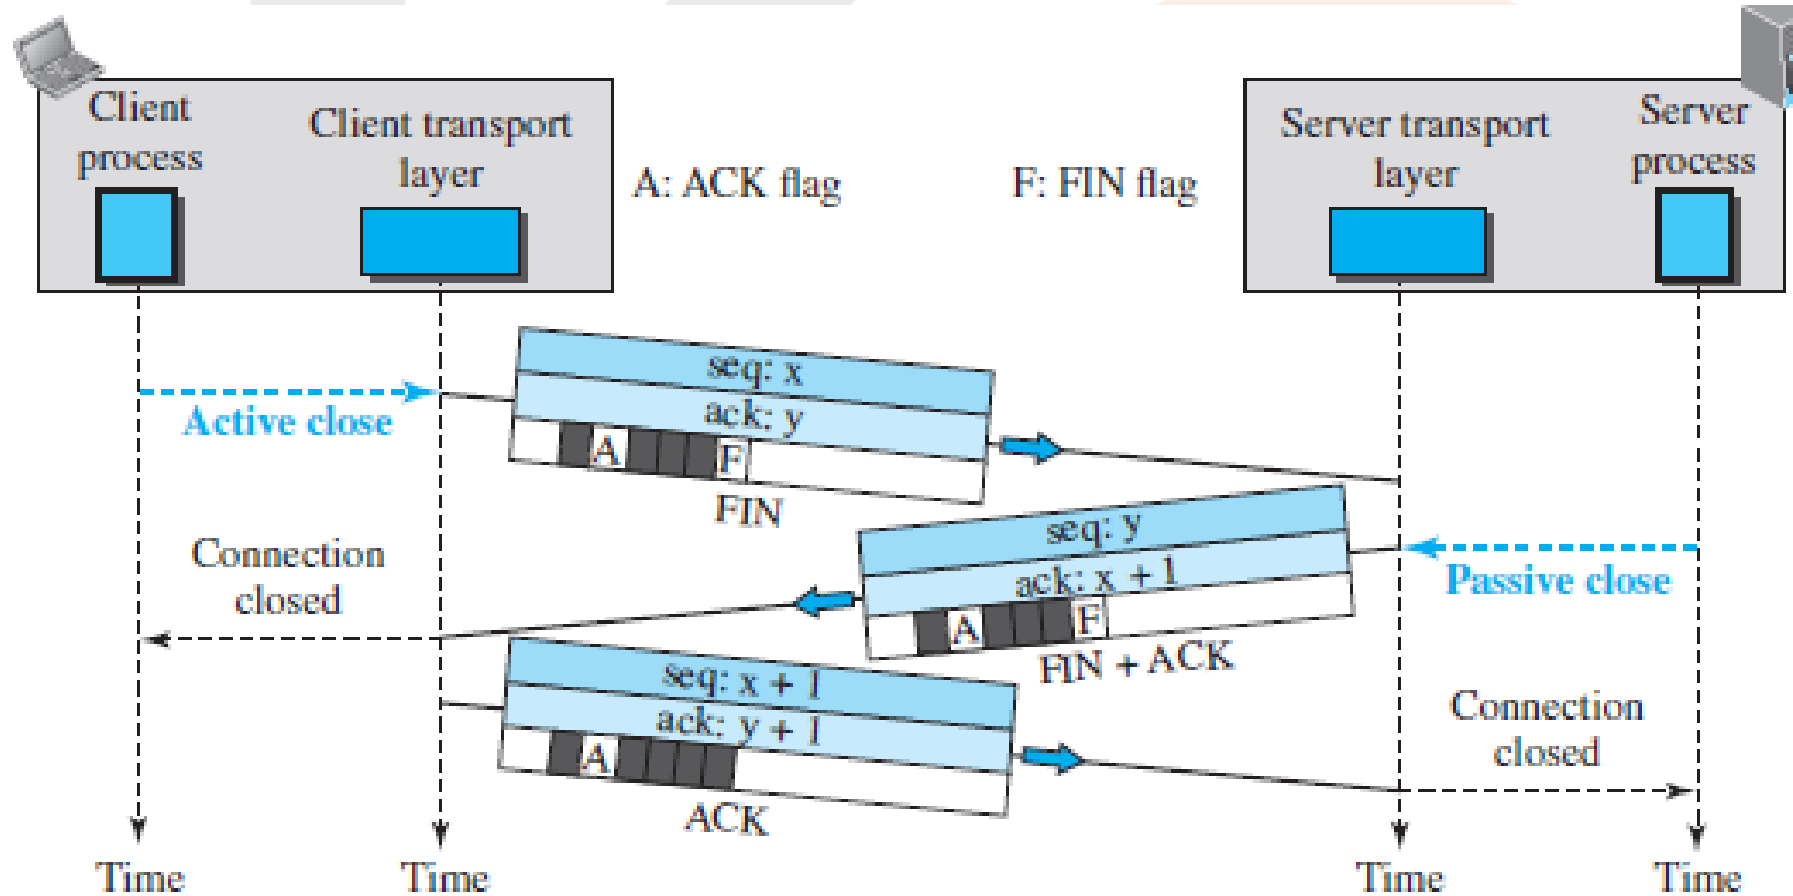 Client
process
Client transport
layer
A: ACK flag
F: FIN flag
Server transport
layer
Server
process
seq: x
ack: y
A
F
FIN
Active close
seq: y
ack: x + 1
A
F
FIN + ACK
Passive close
Connection
closed
seq: x + 1
ack: y + 1
A
ACK
Connection
closed
Time
Time
Time
Time